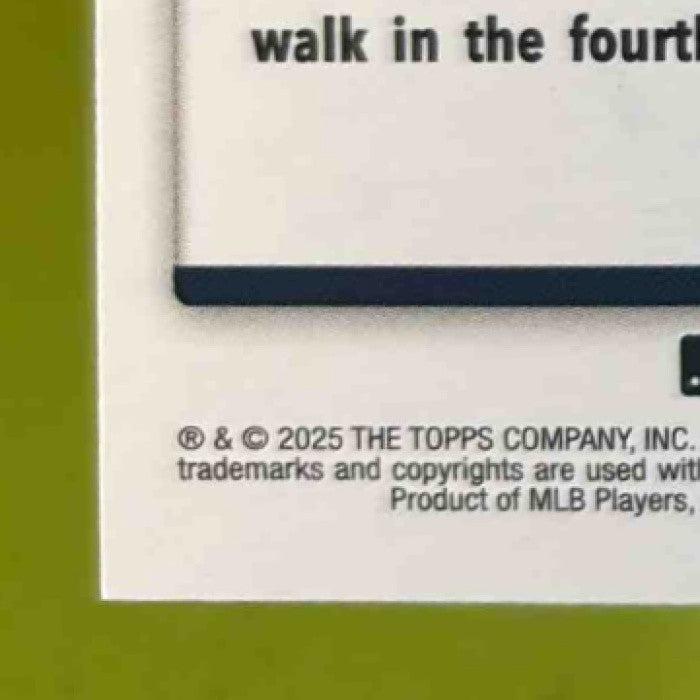 walk in the fourth
® & © 2025 THE TOPPS COMPANY, INC.
trademarks and copyrights are used with
Product of MLB Players,